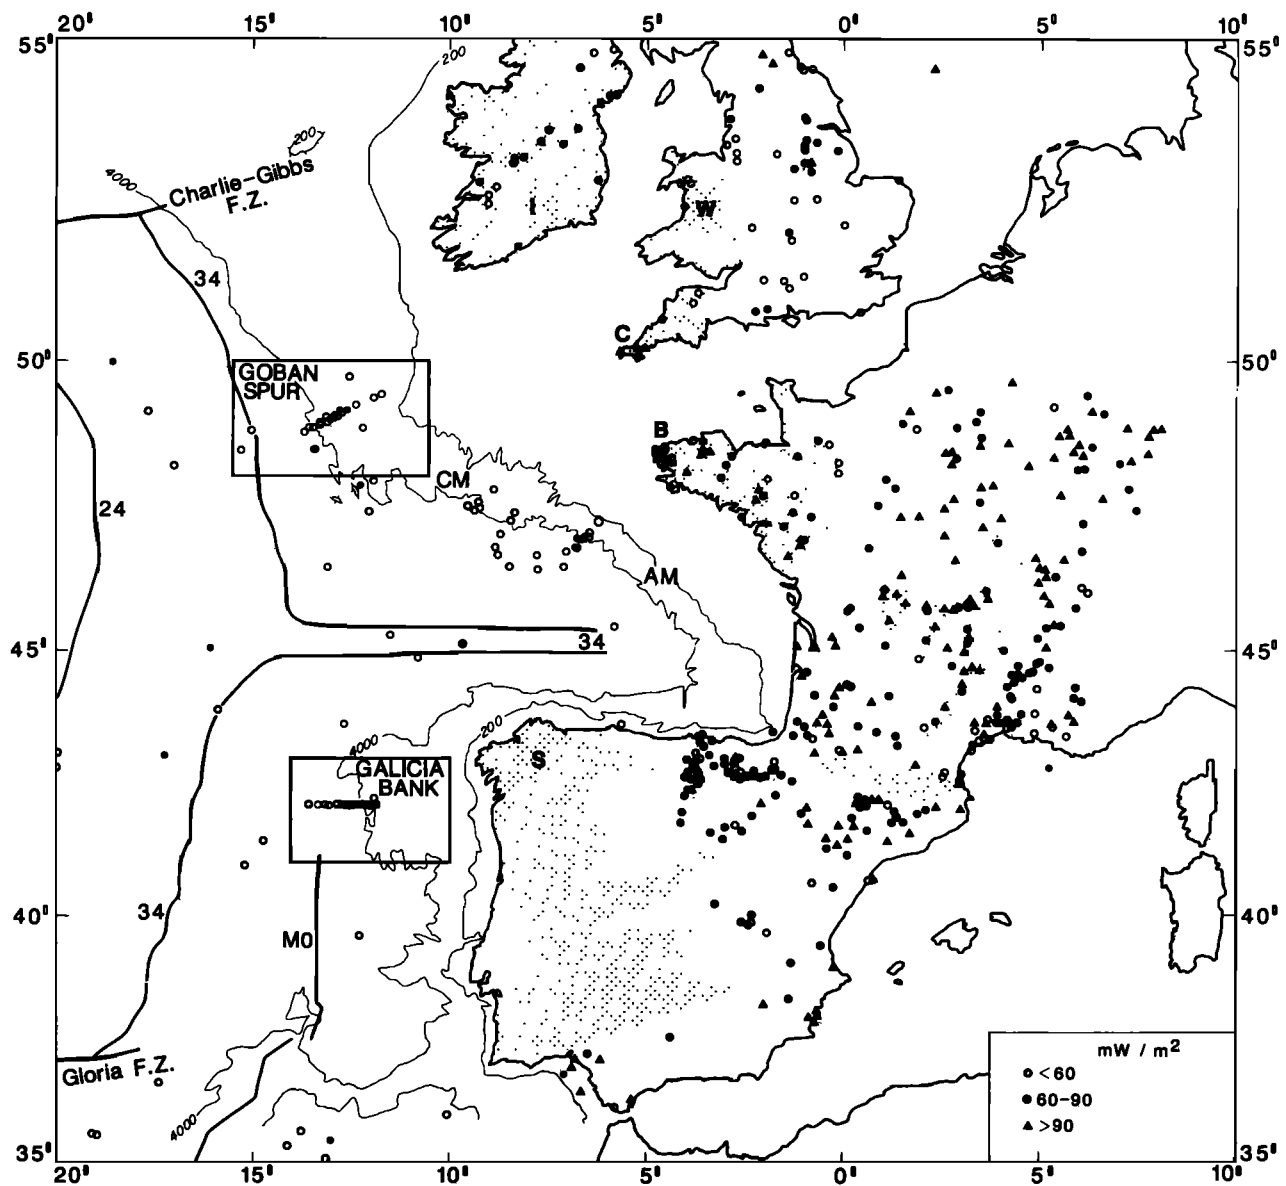 20° 15° 10° 5° 0° 5° 10°
55° 55°
200
200
4000
Charlie-Gibbs
F.Z.
I
W
34
C
50° 50°
GOBAN
SPUR
B
CM
24
AM
34
45° 45°
200
4000
S
GALICIA
BANK
34
40° 40°
M0
Gloria F.Z.
4000
mW / m²
<60
60-90
>90
35° 35°
20° 15° 10° 5° 0° 5° 10°